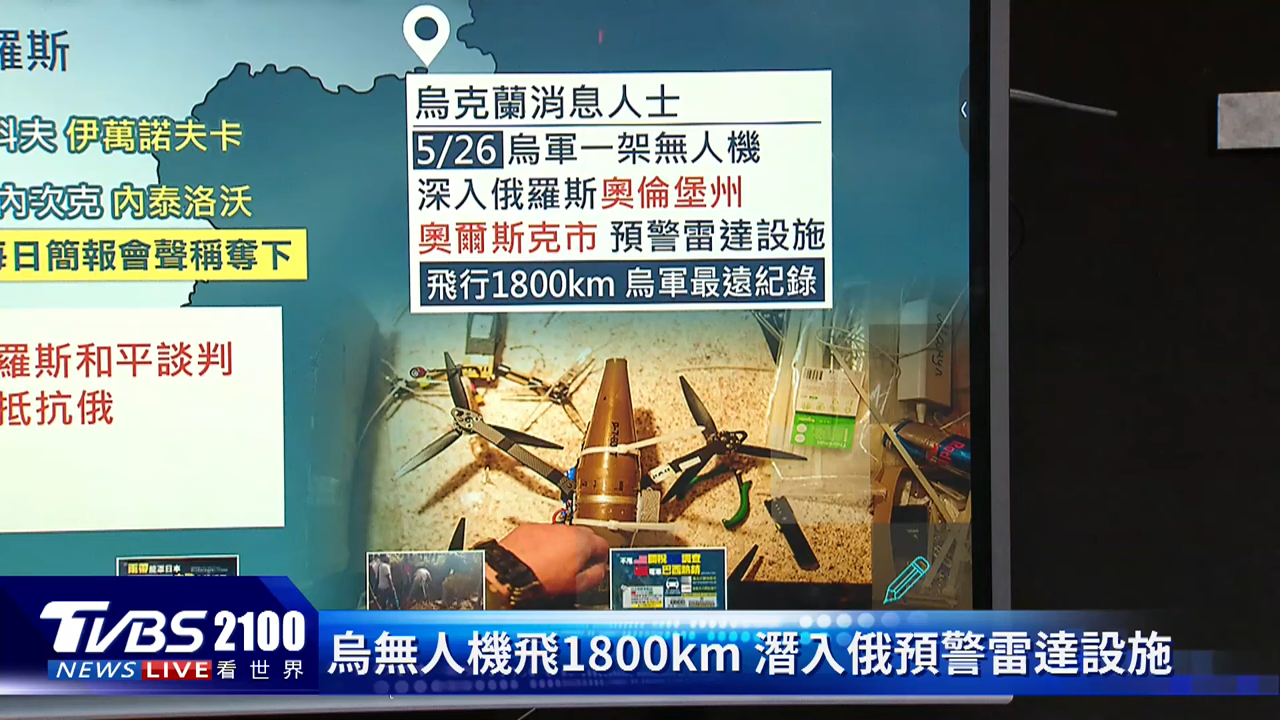 羅斯
科夫 伊萬諾夫卡
內次克 內泰洛沃
每日簡報會聲稱奪下
羅斯和平談判
抵抗俄
烏克蘭消息人士
5/26 烏軍一架無人機
深入俄羅斯奧倫堡州
奧爾斯克市 預警雷達設施
飛行1800km 烏軍最遠紀錄
TVBS 2100
NEWS LIVE 看世界
烏無人機飛1800km 潛入俄預警雷達設施